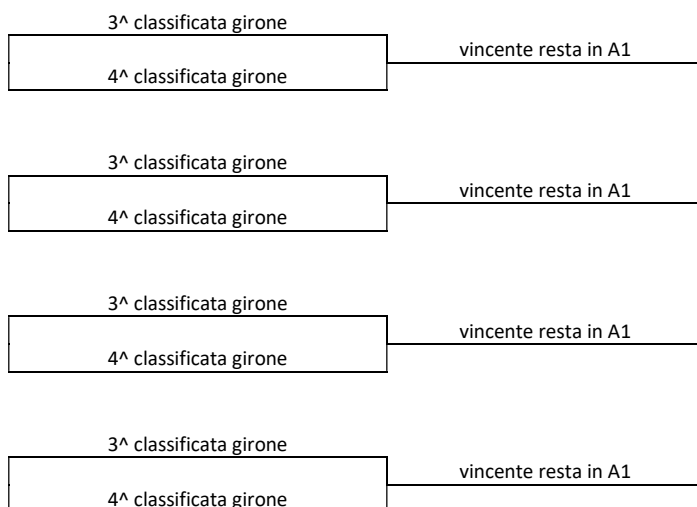 3^ classificata girone
vincente resta in A1
4^ classificata girone
3^ classificata girone
vincente resta in A1
4^ classificata girone
3^ classificata girone
vincente resta in A1
4^ classificata girone
3^ classificata girone
vincente resta in A1
4^ classificata girone